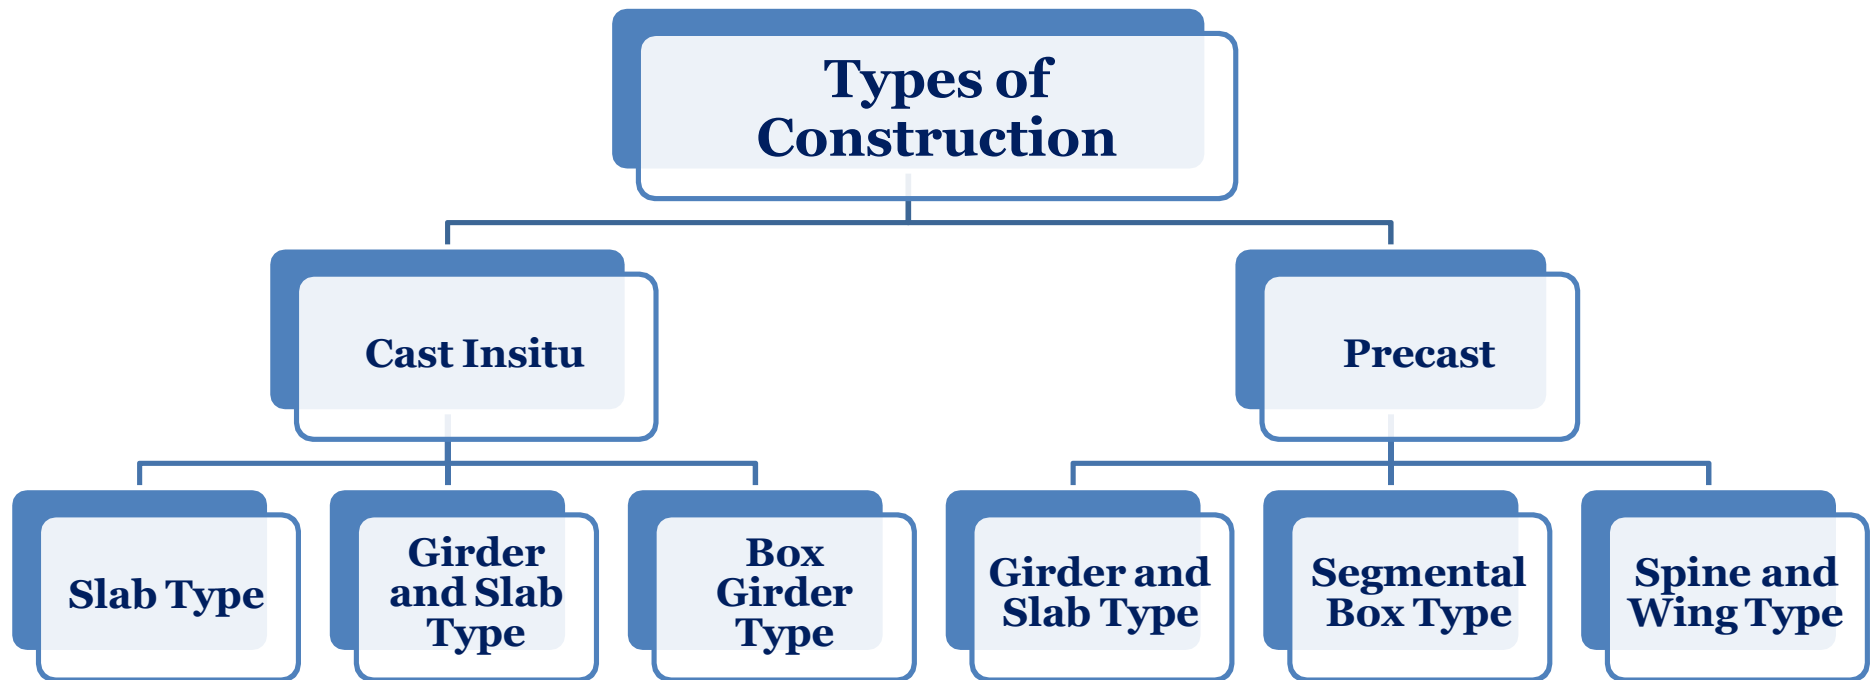 Types of
Construction
Cast Insitu
Precast
Slab Type
Girder
and Slab
Type
Box
Girder
Type
Girder and
Slab Type
Segmental
Box Type
Spine and
Wing Type